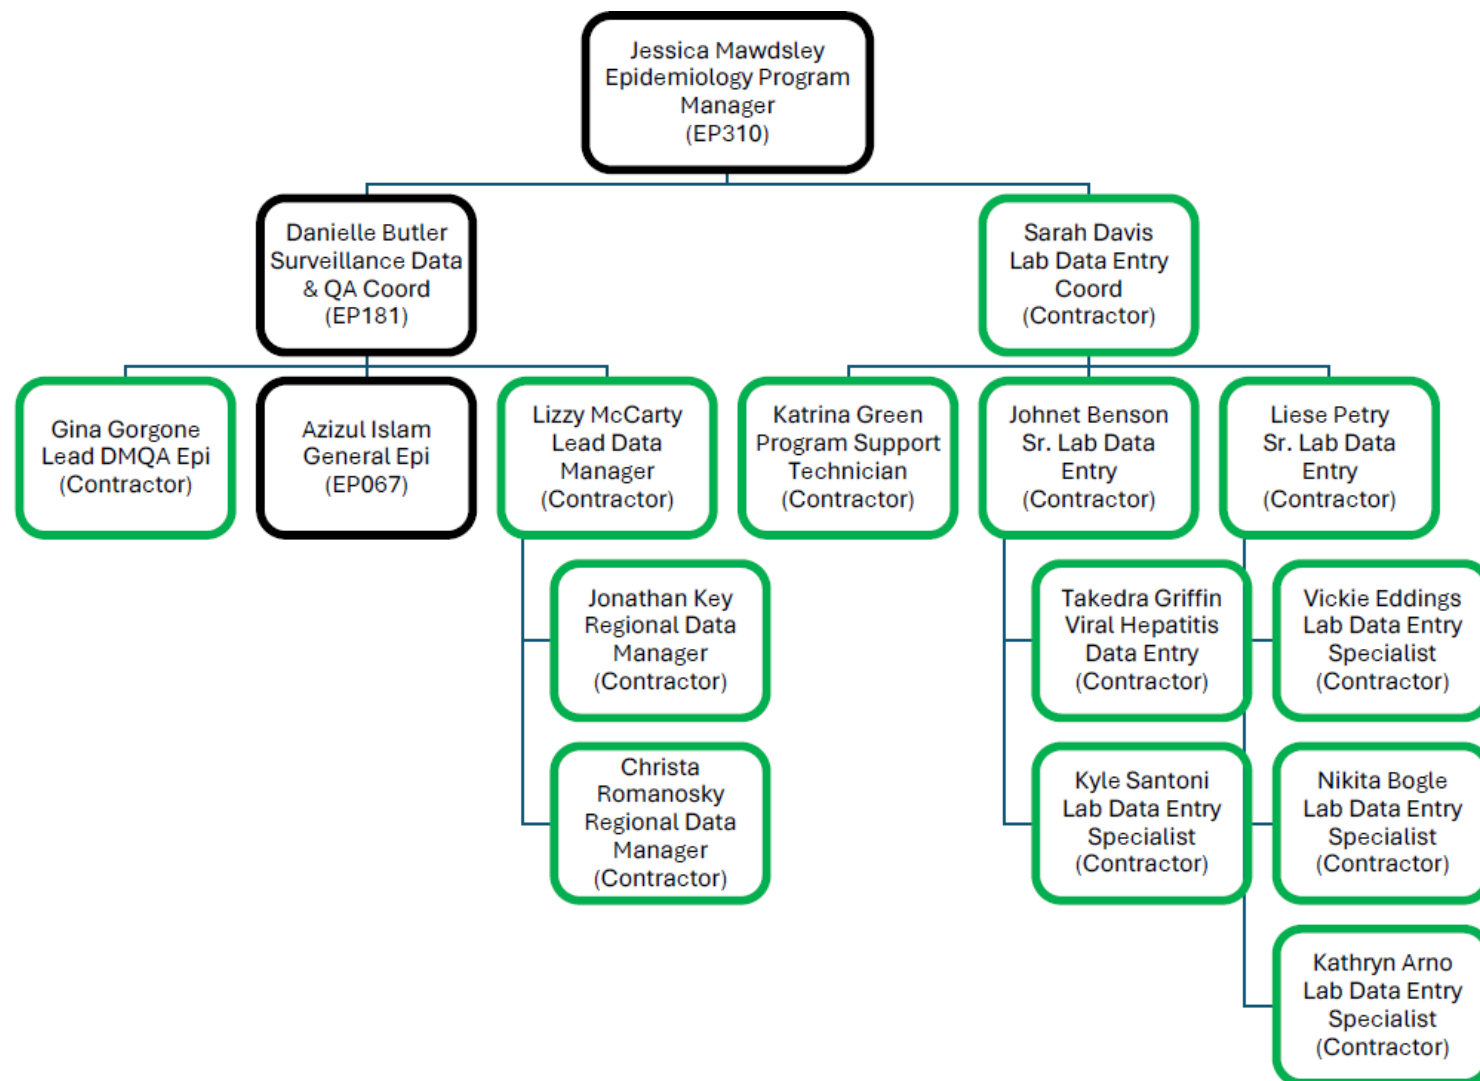 Jessica Mawdsley
Epidemiology Program
Manager
(EP310)
Danielle Butler
Surveillance Data
& QA Coord
(EP181)
Sarah Davis
Lab Data Entry
Coord
(Contractor)
Gina Gorgone
Lead DMQA Epi
(Contractor)
Azizul Islam
General Epi
(EP067)
Lizzy McCarty
Lead Data
Manager
(Contractor)
Katrina Green
Program Support
Technician
(Contractor)
Johnet Benson
Sr. Lab Data
Entry
(Contractor)
Liese Petry
Sr. Lab Data
Entry
(Contractor)
Jonathan Key
Regional Data
Manager
(Contractor)
Takedra Griffin
Viral Hepatitis
Data Entry
(Contractor)
Vickie Eddings
Lab Data Entry
Specialist
(Contractor)
Christa
Romanosky
Regional Data
Manager
(Contractor)
Kyle Santoni
Lab Data Entry
Specialist
(Contractor)
Nikita Bogle
Lab Data Entry
Specialist
(Contractor)
Kathryn Arno
Lab Data Entry
Specialist
(Contractor)